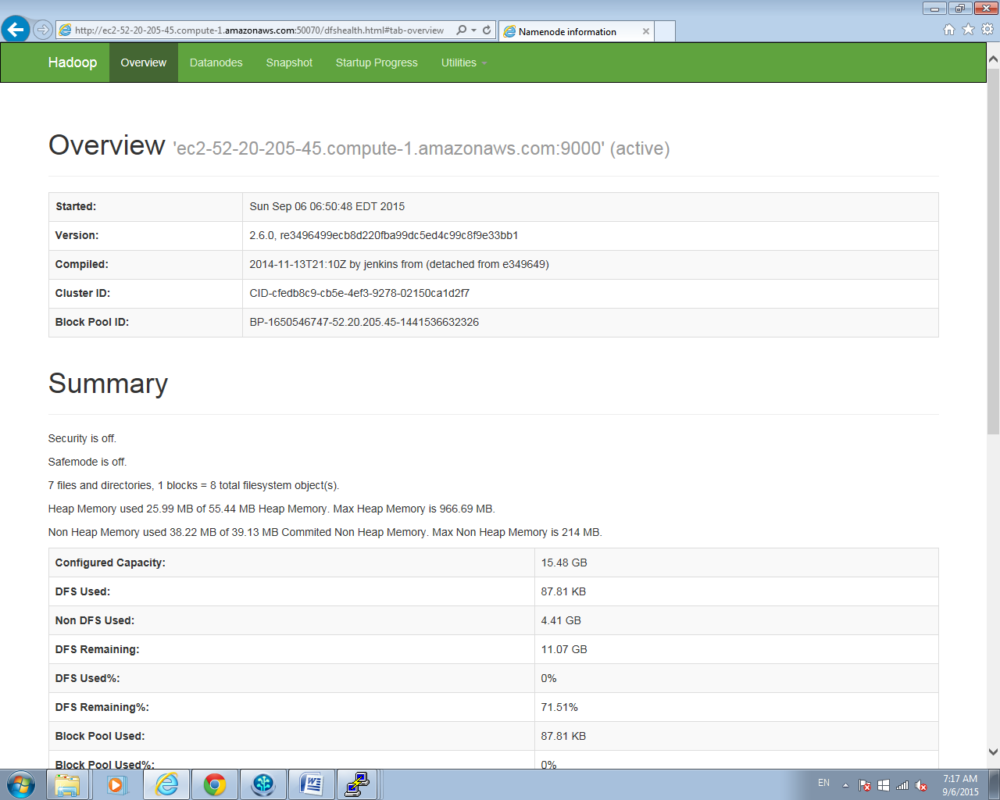 http://ec2-52-20-205-45.compute-1.amazonaws.com:50070/dfshealth.html#tab-overview
Namenode information
Hadoop Overview Datanodes Snapshot Startup Progress Utilities
Overview 'ec2-52-20-205-45.compute-1.amazonaws.com:9000' (active)
Started: Sun Sep 06 06:50:48 EDT 2015
Version: 2.6.0, re3496499ecb8d220fba99dc5ed4c99c8f9e33bb1
Compiled: 2014-11-13T21:10Z by jenkins from (detached from e349649)
Cluster ID: CID-cfedb8c9-cb5e-4ef3-9278-02150ca1d2f7
Block Pool ID: BP-1650546747-52.20.205.45-1441536632326
Summary
Security is off.
Safemode is off.
7 files and directories, 1 blocks = 8 total filesystem object(s).
Heap Memory used 25.99 MB of 55.44 MB Heap Memory. Max Heap Memory is 966.69 MB.
Non Heap Memory used 38.22 MB of 39.13 MB Commited Non Heap Memory. Max Non Heap Memory is 214 MB.
Configured Capacity: 15.48 GB
DFS Used: 87.81 KB
Non DFS Used: 4.41 GB
DFS Remaining: 11.07 GB
DFS Used%: 0%
DFS Remaining%: 71.51%
Block Pool Used: 87.81 KB
Block Pool Used%: 0%
EN
7:17 AM
9/6/2015